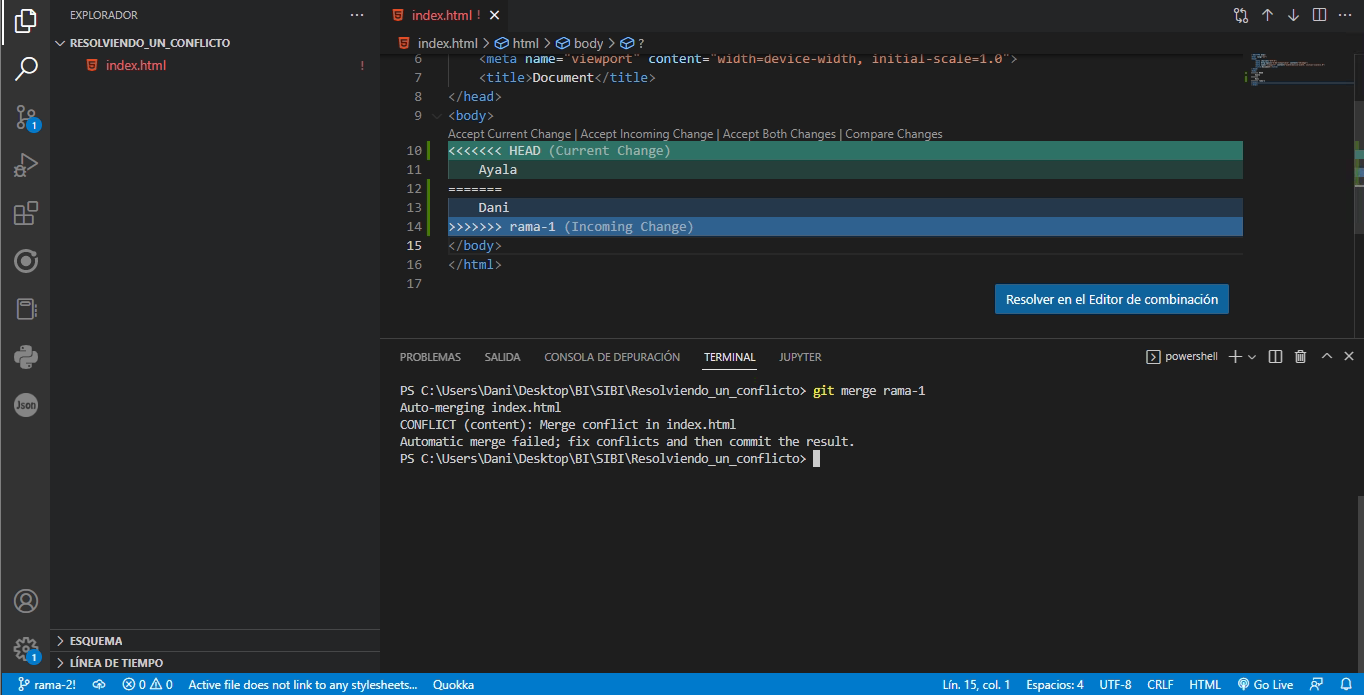 EXPLORADOR
RESOLVIENDO_UN_CONFLICTO
index.html !
index.html !
index.html > html > body > ?
6 <meta name="viewport" content="width=device-width, initial-scale=1.0">
7 <title>Document</title>
8 </head>
9 <body>
Accept Current Change | Accept Incoming Change | Accept Both Changes | Compare Changes
10 <<<<<<< HEAD (Current Change)
11 Ayala
12 =======
13 Dani
14 >>>>>>> rama-1 (Incoming Change)
15 </body>
16 </html>
17
Resolver en el Editor de combinación
PROBLEMAS SALIDA CONSOLA DE DEPURACIÓN TERMINAL JUPYTER
powershell
PS C:\Users\Dani\Desktop\BI\SIBI\Resolviendo_un_conflicto> git merge rama-1
Auto-merging index.html
CONFLICT (content): Merge conflict in index.html
Automatic merge failed; fix conflicts and then commit the result.
PS C:\Users\Dani\Desktop\BI\SIBI\Resolviendo_un_conflicto>
1
Json
1
ESQUEMA
LÍNEA DE TIEMPO
rama-2! 0 0 Active file does not link to any stylesheets... Quokka Lín. 15, col. 1 Espacios: 4 UTF-8 CRLF HTML Go Live